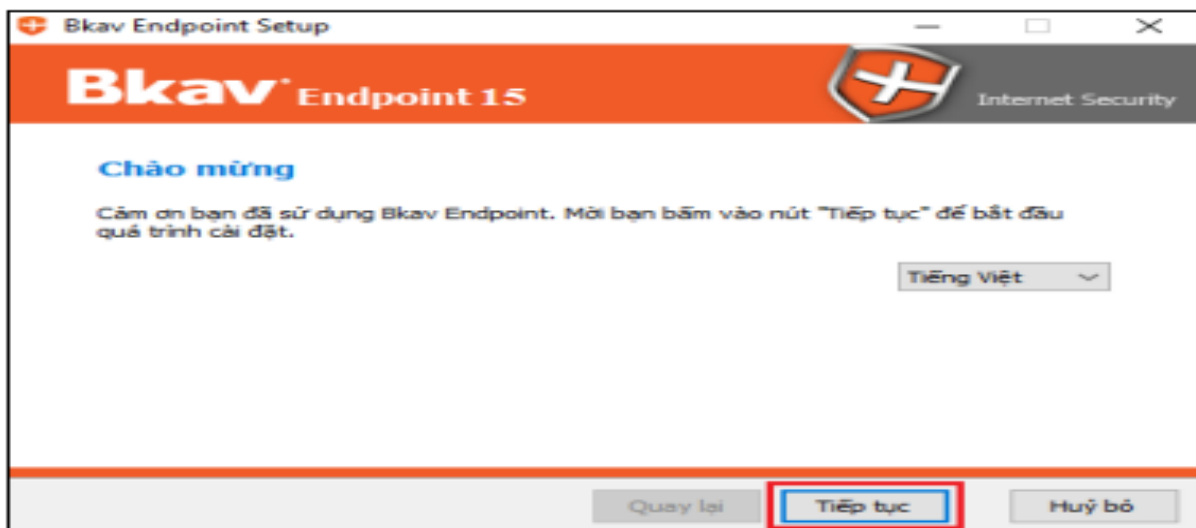 Bkav Endpoint Setup
Bkav Endpoint 15
Internet Security
Chào mừng
Cảm ơn bạn đã sử dụng Bkav Endpoint. Mời bạn bấm vào nút "Tiếp tục" để bắt đầu
quá trình cài đặt.
Tiếng Việt
Quay lại
Tiếp tục
Huỷ bỏ